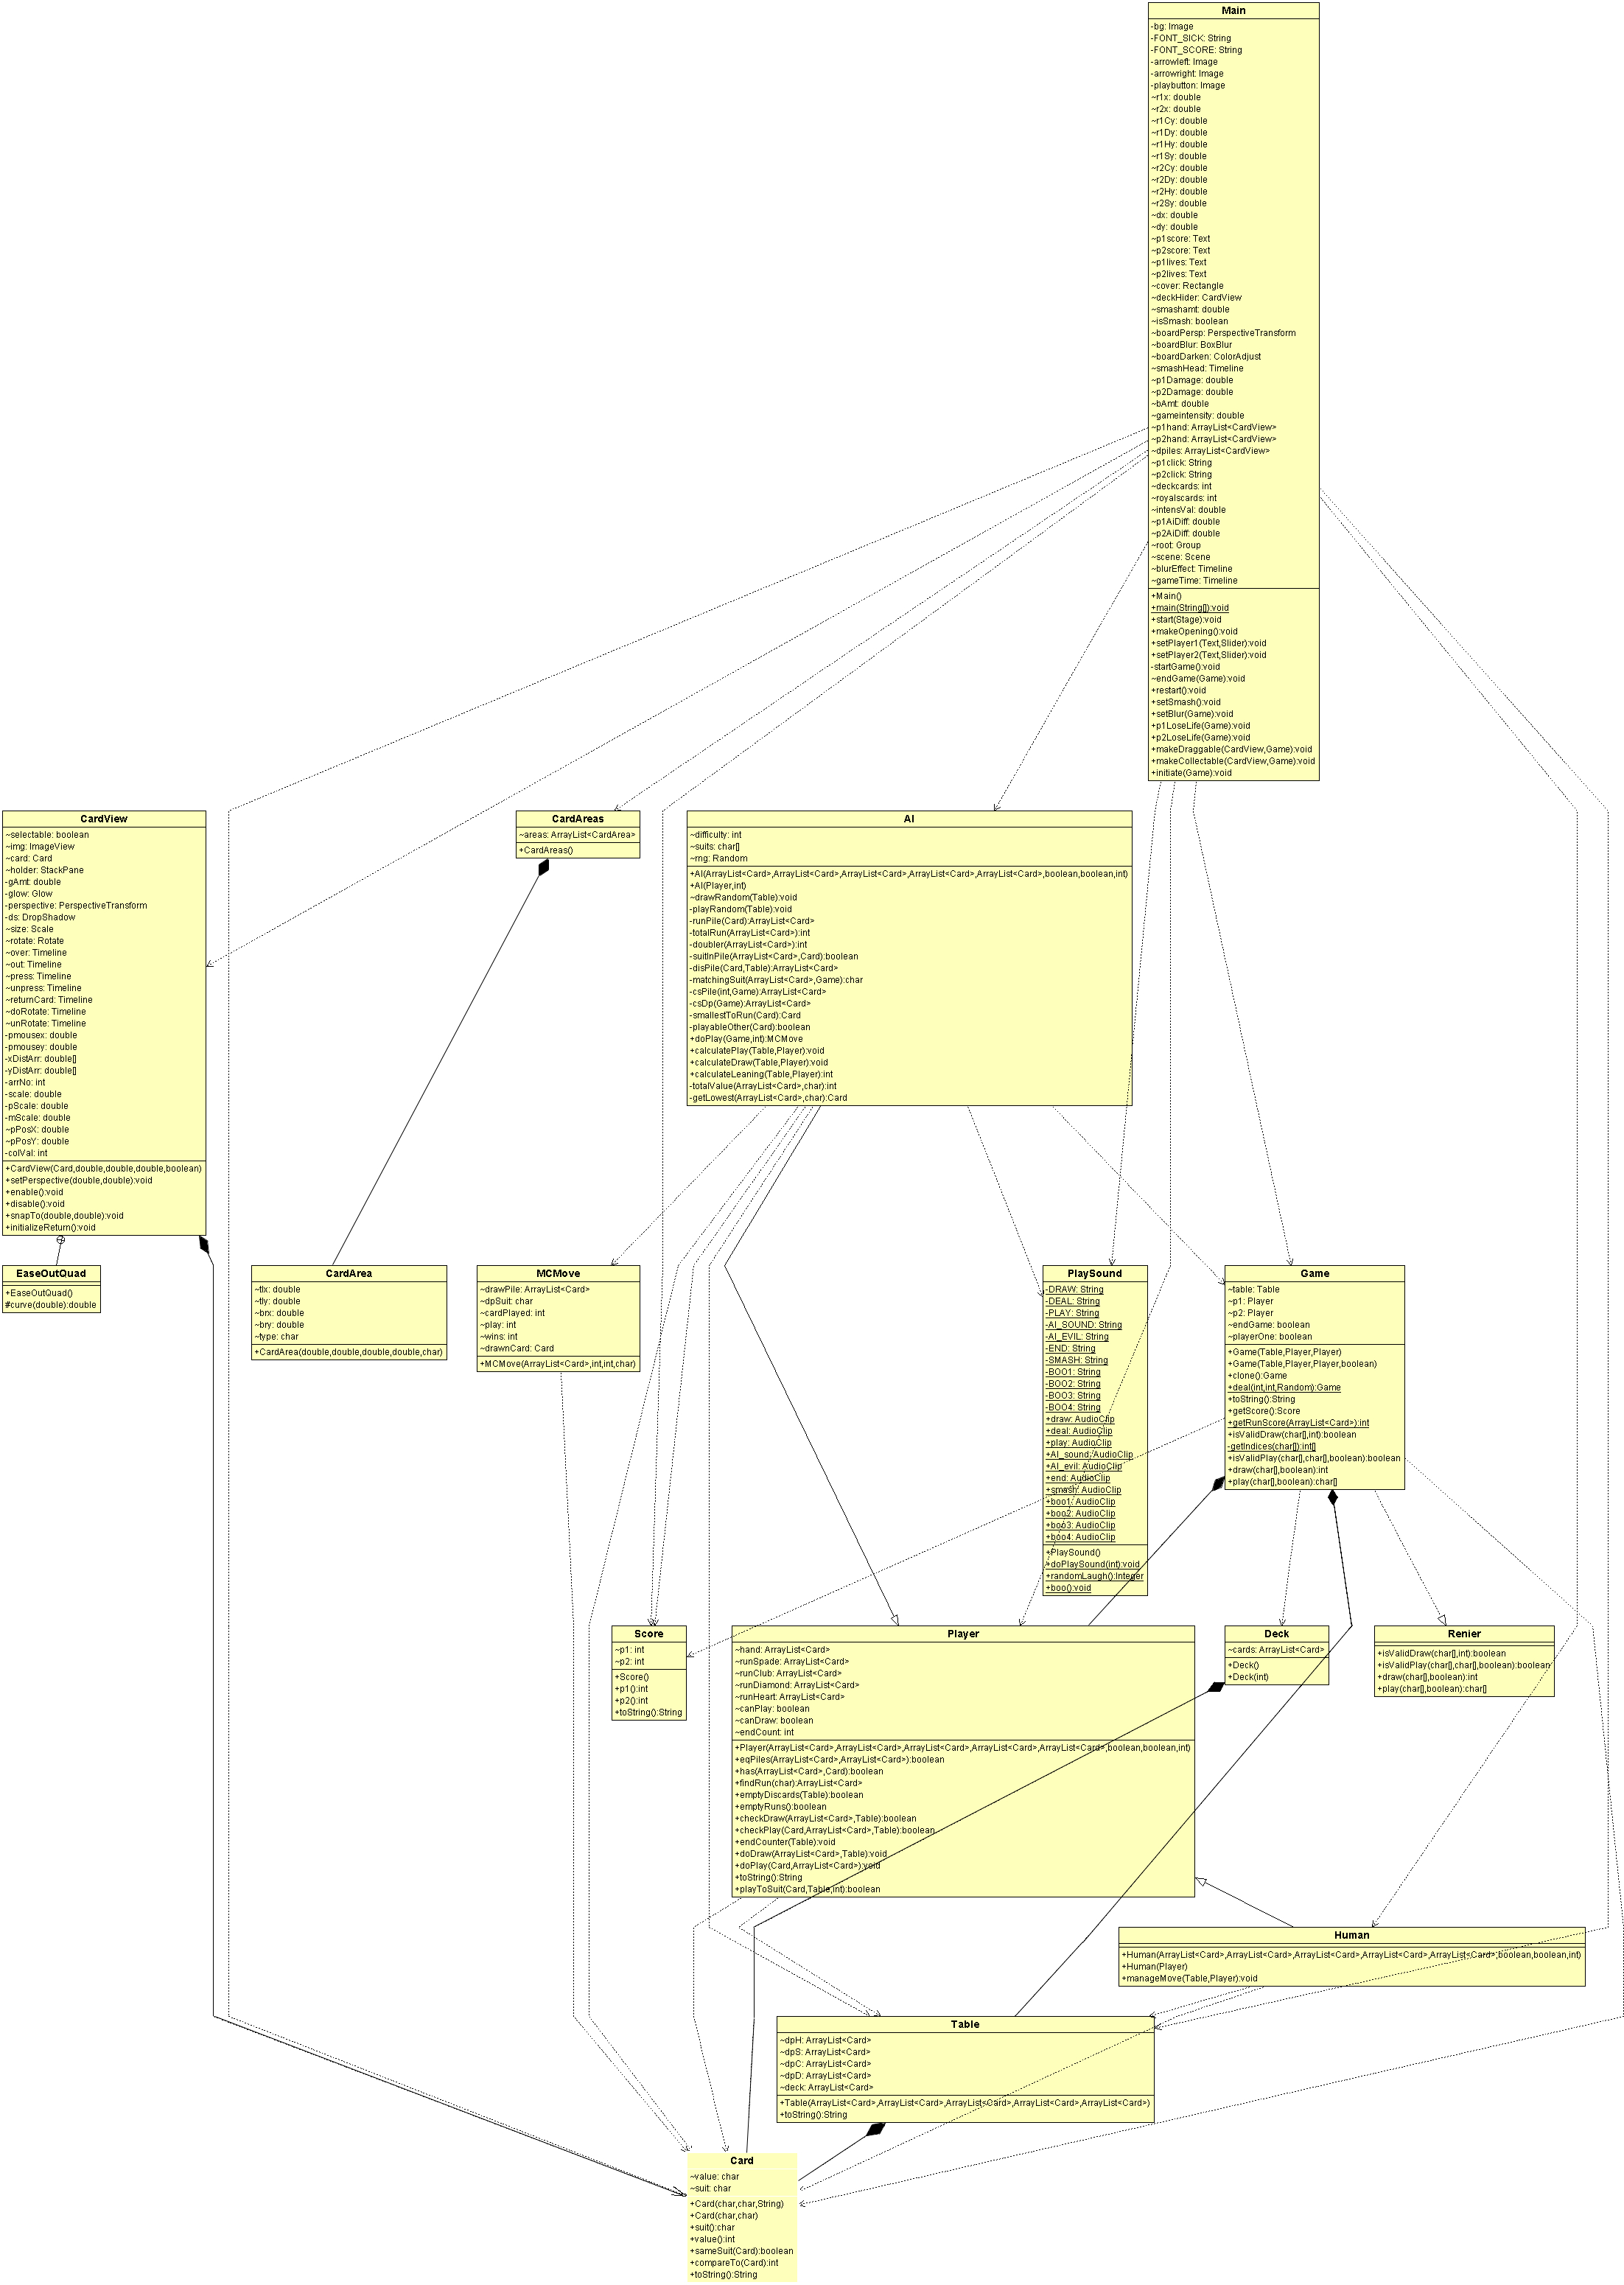 Main
-bg: Image
-FONT_SICK: String
-FONT_SCORE: String
-arrowleft: Image
-arrowright: Image
-playbutton: Image
~r1x: double
~r2x: double
~r1Cy: double
~r1Dy: double
~r1Hy: double
~r1Sy: double
~r2Cy: double
~r2Dy: double
~r2Hy: double
~r2Sy: double
~dx: double
~dy: double
~p1score: Text
~p2score: Text
~p1lives: Text
~p2lives: Text
~cover: Rectangle
~deckHider: CardView
~smashamt: double
~isSmash: boolean
~boardPersp: PerspectiveTransform
~boardBlur: BoxBlur
~boardDarken: ColorAdjust
~smashHead: Timeline
~p1Damage: double
~p2Damage: double
~bAmt: double
~gameintensity: double
~p1hand: ArrayList<CardView>
~p2hand: ArrayList<CardView>
~dpiles: ArrayList<CardView>
~p1click: String
~p2click: String
~deckcards: int
~royalscards: int
~intensVal: double
~p1AiDiff: double
~p2AiDiff: double
~root: Group
~scene: Scene
~blurEffect: Timeline
~gameTime: Timeline
+Main()
+main(String[]):void
+start(Stage):void
+makeOpening():void
+setPlayer1(Text,Slider):void
+setPlayer2(Text,Slider):void
-startGame():void
~endGame(Game):void
+restart():void
+setSmash():void
+setBlur(Game):void
+p1LoseLife(Game):void
+p2LoseLife(Game):void
+makeDraggable(CardView,Game):void
+makeCollectable(CardView,Game):void
+initiate(Game):void
CardView
~selectable: boolean
~img: ImageView
~card: Card
~holder: StackPane
-gAmt: double
-glow: Glow
-perspective: PerspectiveTransform
-ds: DropShadow
~size: Scale
~rotate: Rotate
~over: Timeline
~out: Timeline
~press: Timeline
~unpress: Timeline
~returnCard: Timeline
~doRotate: Timeline
~unRotate: Timeline
-pmousex: double
-pmousey: double
-xDistArr: double[]
-yDistArr: double[]
-arrNo: int
-scale: double
-pScale: double
-mScale: double
~pPosX: double
~pPosY: double
-colVal: int
+CardView(Card,double,double,double,boolean)
+setPerspective(double,double):void
+enable():void
+disable():void
+snapTo(double,double):void
+initializeReturn():void
CardAreas
~areas: ArrayList<CardArea>
+CardAreas()
AI
~difficulty: int
~suits: char[]
~rng: Random
+AI(ArrayList<Card>,ArrayList<Card>,ArrayList<Card>,ArrayList<Card>,ArrayList<Card>,boolean,boolean,int)
+AI(Player,int)
~drawRandom(Table):void
-playRandom(Table):void
-runPile(Card):ArrayList<Card>
-totalRun(ArrayList<Card>):int
-doubler(ArrayList<Card>):int
-suitInPile(ArrayList<Card>,Card):boolean
-disPile(Card,Table):ArrayList<Card>
-matchingSuit(ArrayList<Card>,Game):char
-csPile(int,Game):ArrayList<Card>
-csDp(Game):ArrayList<Card>
-smallestToRun(Card):Card
-playableOther(Card):boolean
+doPlay(Game,int):MCMove
+calculatePlay(Table,Player):void
+calculateDraw(Table,Player):void
+calculateLeaning(Table,Player):int
-totalValue(ArrayList<Card>,char):int
-getLowest(ArrayList<Card>,char):Card
EaseOutQuad
+EaseOutQuad()
#curve(double):double
CardArea
~tlx: double
~tly: double
~brx: double
~bry: double
~type: char
+CardArea(double,double,double,double,char)
MCMove
~drawPile: ArrayList<Card>
~dpSuit: char
~cardPlayed: int
~play: int
~wins: int
~drawnCard: Card
+MCMove(ArrayList<Card>,int,int,char)
PlaySound
-DRAW: String
-DEAL: String
-PLAY: String
-AI_SOUND: String
-AI_EVIL: String
-END: String
-SMASH: String
-BOO1: String
-BOO2: String
-BOO3: String
-BOO4: String
+draw: AudioClip
+deal: AudioClip
+play: AudioClip
+AI_sound: AudioClip
+AI_evil: AudioClip
+end: AudioClip
+smash: AudioClip
+boo1: AudioClip
+boo2: AudioClip
+boo3: AudioClip
+boo4: AudioClip
+PlaySound()
+doPlaySound(int):void
+randomLaugh():Integer
+boo():void
Game
~table: Table
~p1: Player
~p2: Player
~endGame: boolean
~playerOne: boolean
+Game(Table,Player,Player)
+Game(Table,Player,Player,boolean)
+clone():Game
+deal(int,int,Random):Game
+toString():String
+getScore():Score
+getRunScore(ArrayList<Card>):int
+isValidDraw(char[],int):boolean
-getIndices(char[]):int[]
+isValidPlay(char[],char[],boolean):boolean
+draw(char[],boolean):int
+play(char[],boolean):char[]
Score
~p1: int
~p2: int
+Score()
+p1():int
+p2():int
+toString():String
Player
~hand: ArrayList<Card>
~runSpade: ArrayList<Card>
~runClub: ArrayList<Card>
~runDiamond: ArrayList<Card>
~runHeart: ArrayList<Card>
~canPlay: boolean
~canDraw: boolean
~endCount: int
+Player(ArrayList<Card>,ArrayList<Card>,ArrayList<Card>,ArrayList<Card>,ArrayList<Card>,boolean,boolean,int)
+eqPiles(ArrayList<Card>,ArrayList<Card>):boolean
+has(ArrayList<Card>,Card):boolean
+findRun(char):ArrayList<Card>
+emptyDiscards(Table):boolean
+emptyRuns():boolean
+checkDraw(ArrayList<Card>,Table):boolean
+checkPlay(Card,ArrayList<Card>,Table):boolean
+endCounter(Table):void
+doDraw(ArrayList<Card>,Table):void
+doPlay(Card,ArrayList<Card>):void
+toString():String
+playToSuit(Card,Table,int):boolean
Deck
~cards: ArrayList<Card>
+Deck()
+Deck(int)
Renier
+isValidDraw(char[],int):boolean
+isValidPlay(char[],char[],boolean):boolean
+draw(char[],boolean):int
+play(char[],boolean):char[]
Human
+Human(ArrayList<Card>,ArrayList<Card>,ArrayList<Card>,ArrayList<Card>,ArrayList<Card>,boolean,boolean,int)
+Human(Player)
+manageMove(Table,Player):void
Table
~dpH: ArrayList<Card>
~dpS: ArrayList<Card>
~dpC: ArrayList<Card>
~dpD: ArrayList<Card>
~deck: ArrayList<Card>
+Table(ArrayList<Card>,ArrayList<Card>,ArrayList<Card>,ArrayList<Card>,ArrayList<Card>)
+toString():String
Card
~value: char
~suit: char
+Card(char,char,String)
+Card(char,char)
+suit():char
+value():int
+sameSuit(Card):boolean
+compareTo(Card):int
+toString():String